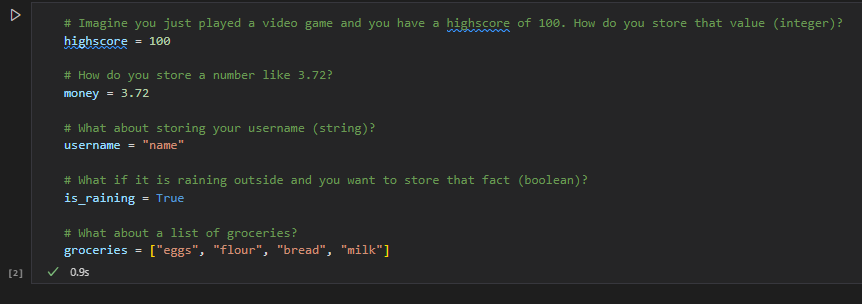 # Imagine you just played a video game and you have a highscore of 100. How do you store that value (integer)?
highscore = 100
# How do you store a number like 3.72?
money = 3.72
# What about storing your username (string)?
username = "name"
# What if it is raining outside and you want to store that fact (boolean)?
is_raining = True
# What about a list of groceries?
groceries = ["eggs", "flour", "bread", "milk"]
[2] ✓ 0.9s